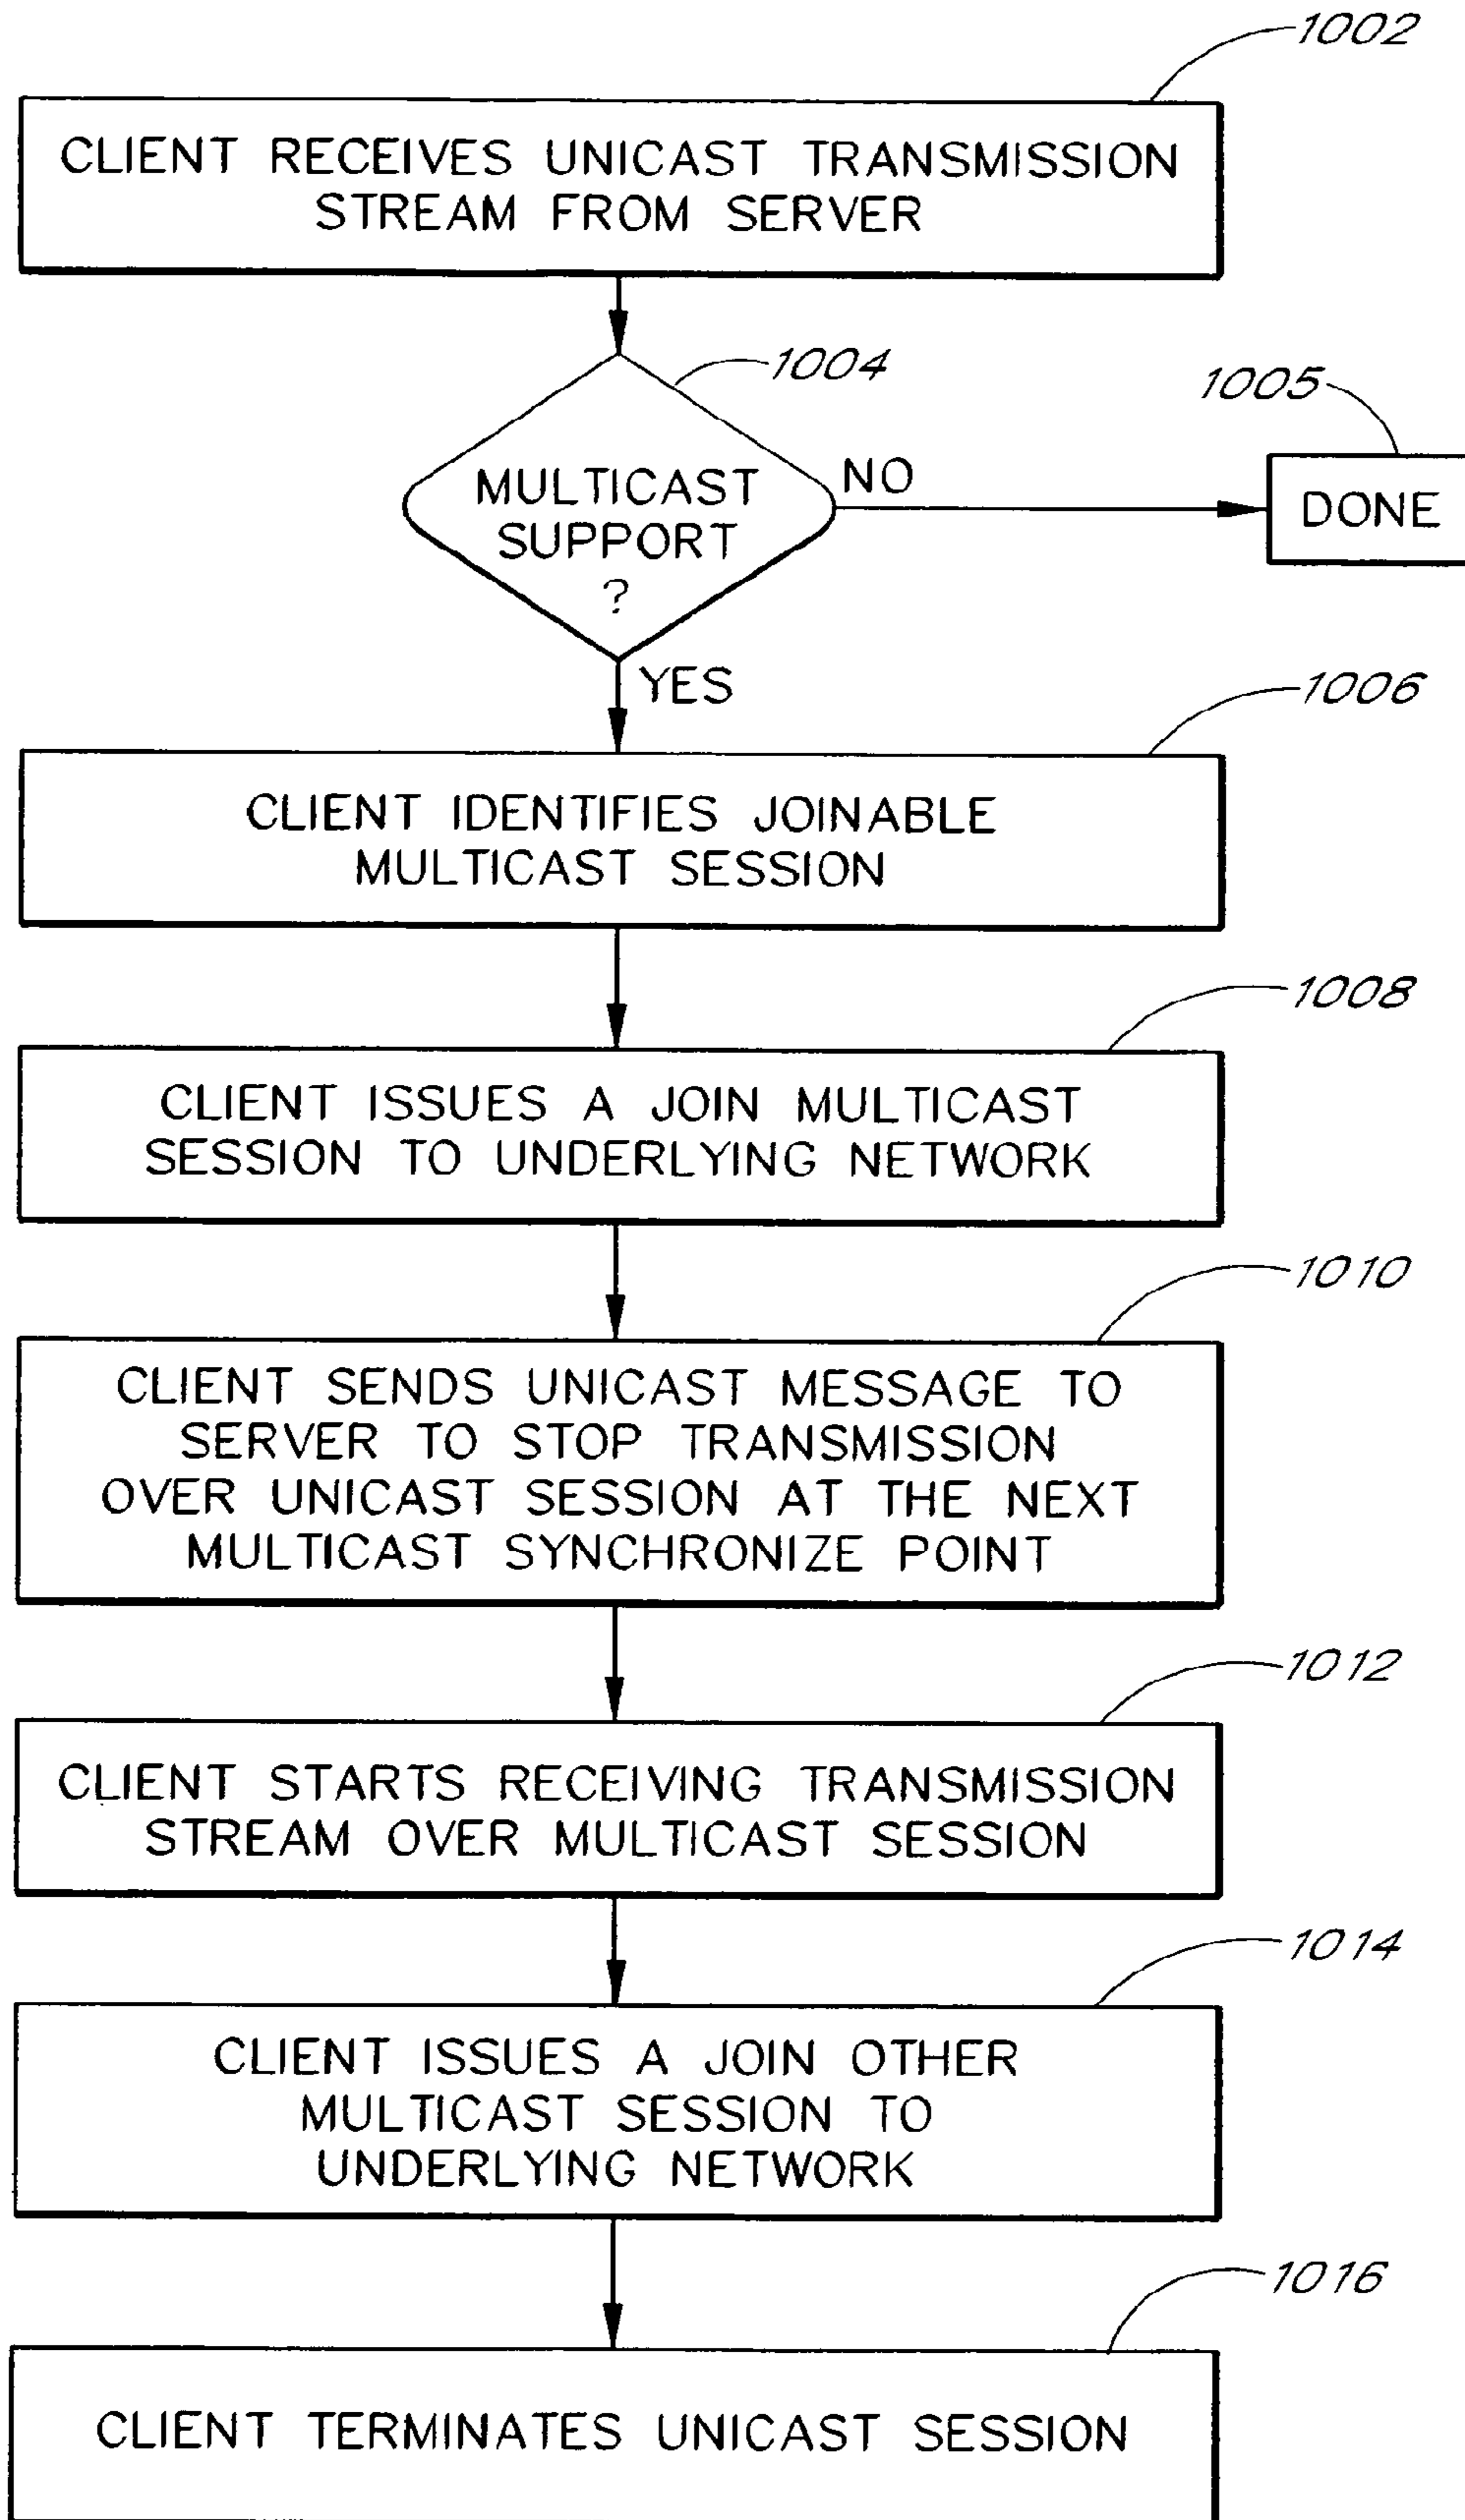 1002
CLIENT RECEIVES UNICAST TRANSMISSION
STREAM FROM SERVER
1004
1005
MULTICAST
SUPPORT
?
NO
DONE
YES
1006
CLIENT IDENTIFIES JOINABLE
MULTICAST SESSION
1008
CLIENT ISSUES A JOIN MULTICAST
SESSION TO UNDERLYING NETWORK
1010
CLIENT SENDS UNICAST MESSAGE TO
SERVER TO STOP TRANSMISSION
OVER UNICAST SESSION AT THE NEXT
MULTICAST SYNCHRONIZE POINT
1012
CLIENT STARTS RECEIVING TRANSMISSION
STREAM OVER MULTICAST SESSION
1014
CLIENT ISSUES A JOIN OTHER
MULTICAST SESSION TO
UNDERLYING NETWORK
1016
CLIENT TERMINATES UNICAST SESSION